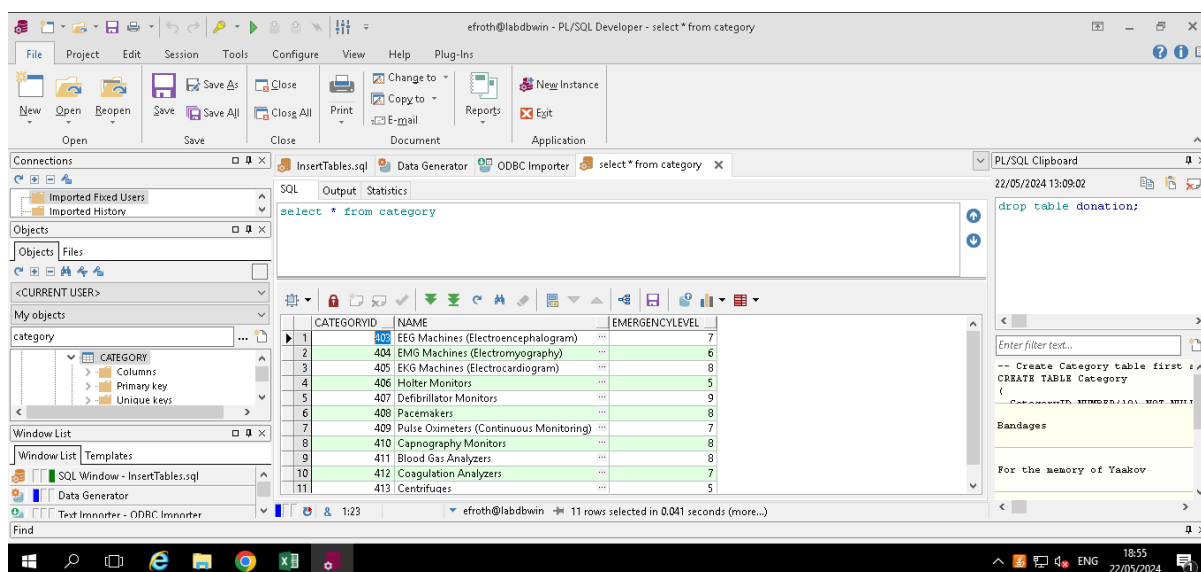 efroth@labdbwin - PL/SQL Developer - select * from category
File Project Edit Session Tools Configure View Help Plug-Ins
New Open Reopen Save Save As Save All Close Close All Print Change to Copy to E-mail Reports New Instance Exit
Open Save Close Document Application
Connections
Imported Fixed Users
Imported History
Objects
Objects Files
<CURRENT USER>
My objects
category
CATEGORY
Columns
Primary key
Unique keys
Window List
Window List Templates
SQL Window - InsertTables.sql
Data Generator
Text Importer - ODBC Importer
InsertTables.sql Data Generator ODBC Importer select * from category
SQL Output Statistics
select * from category
CATEGORYID NAME EMERGENCYLEVEL
1 403 EEG Machines (Electroencephalogram) ... 7
2 404 EMG Machines (Electromyography) ... 6
3 405 EKG Machines (Electrocardiogram) ... 8
4 406 Holter Monitors ... 5
5 407 Defibrillator Monitors ... 9
6 408 Pacemakers ... 8
7 409 Pulse Oximeters (Continuous Monitoring) ... 7
8 410 Capnography Monitors ... 8
9 411 Blood Gas Analyzers ... 8
10 412 Coagulation Analyzers ... 7
11 413 Centrifuges ... 5
1:23 efroth@labdbwin 11 rows selected in 0.041 seconds (more...)
PL/SQL Clipboard
22/05/2024 13:09:02
drop table donation;
Enter filter text...
-- Create Category table first
CREATE TABLE Category
(
CategoryID NUMBER(10) NOT NULL
Bandages
For the memory of Yaakov
Find
ENG
18:55
22/05/2024